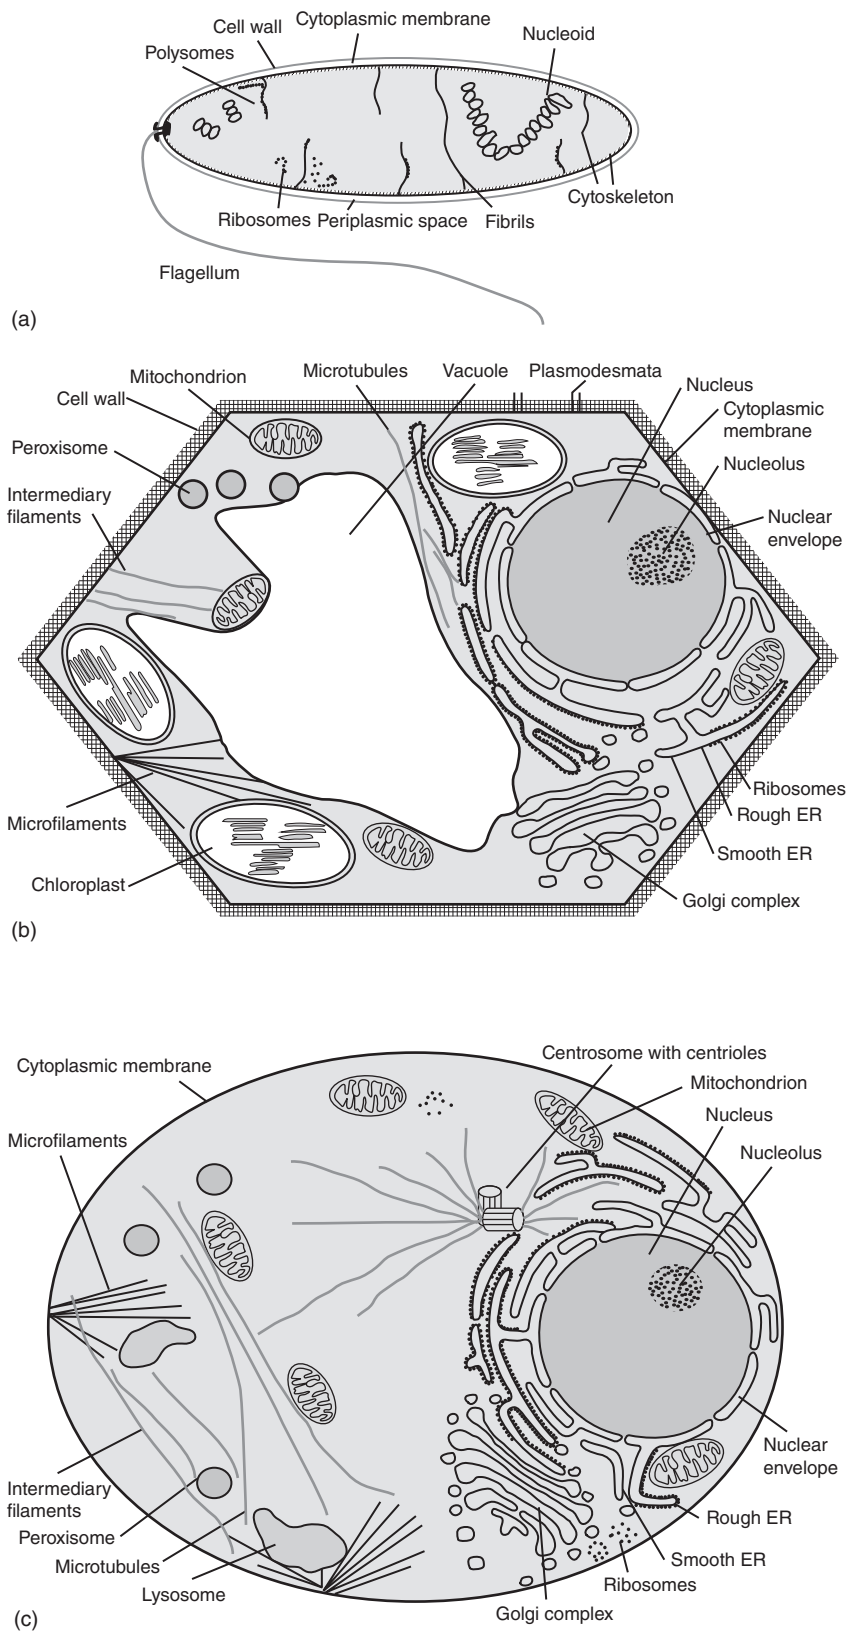 Cytoplasmic membrane
Cell wall
Nucleoid
Polysomes
Cytoskeleton
Ribosomes
Periplasmic space
Fibrils
Flagellum
(a)
Mitochondrion
Microtubules
Vacuole
Plasmodesmata
Nucleus
Cell wall
Cytoplasmic
membrane
Peroxisome
Nucleolus
Intermediary
filaments
Nuclear
envelope
Ribosomes
Microfilaments
Rough ER
Smooth ER
Chloroplast
Golgi complex
(b)
Centrosome with centrioles
Cytoplasmic membrane
Mitochondrion
Nucleus
Microfilaments
Nucleolus
Nuclear
envelope
Intermediary
filaments
Rough ER
Peroxisome
Smooth ER
Microtubules
Ribosomes
Lysosome
Golgi complex
(c)